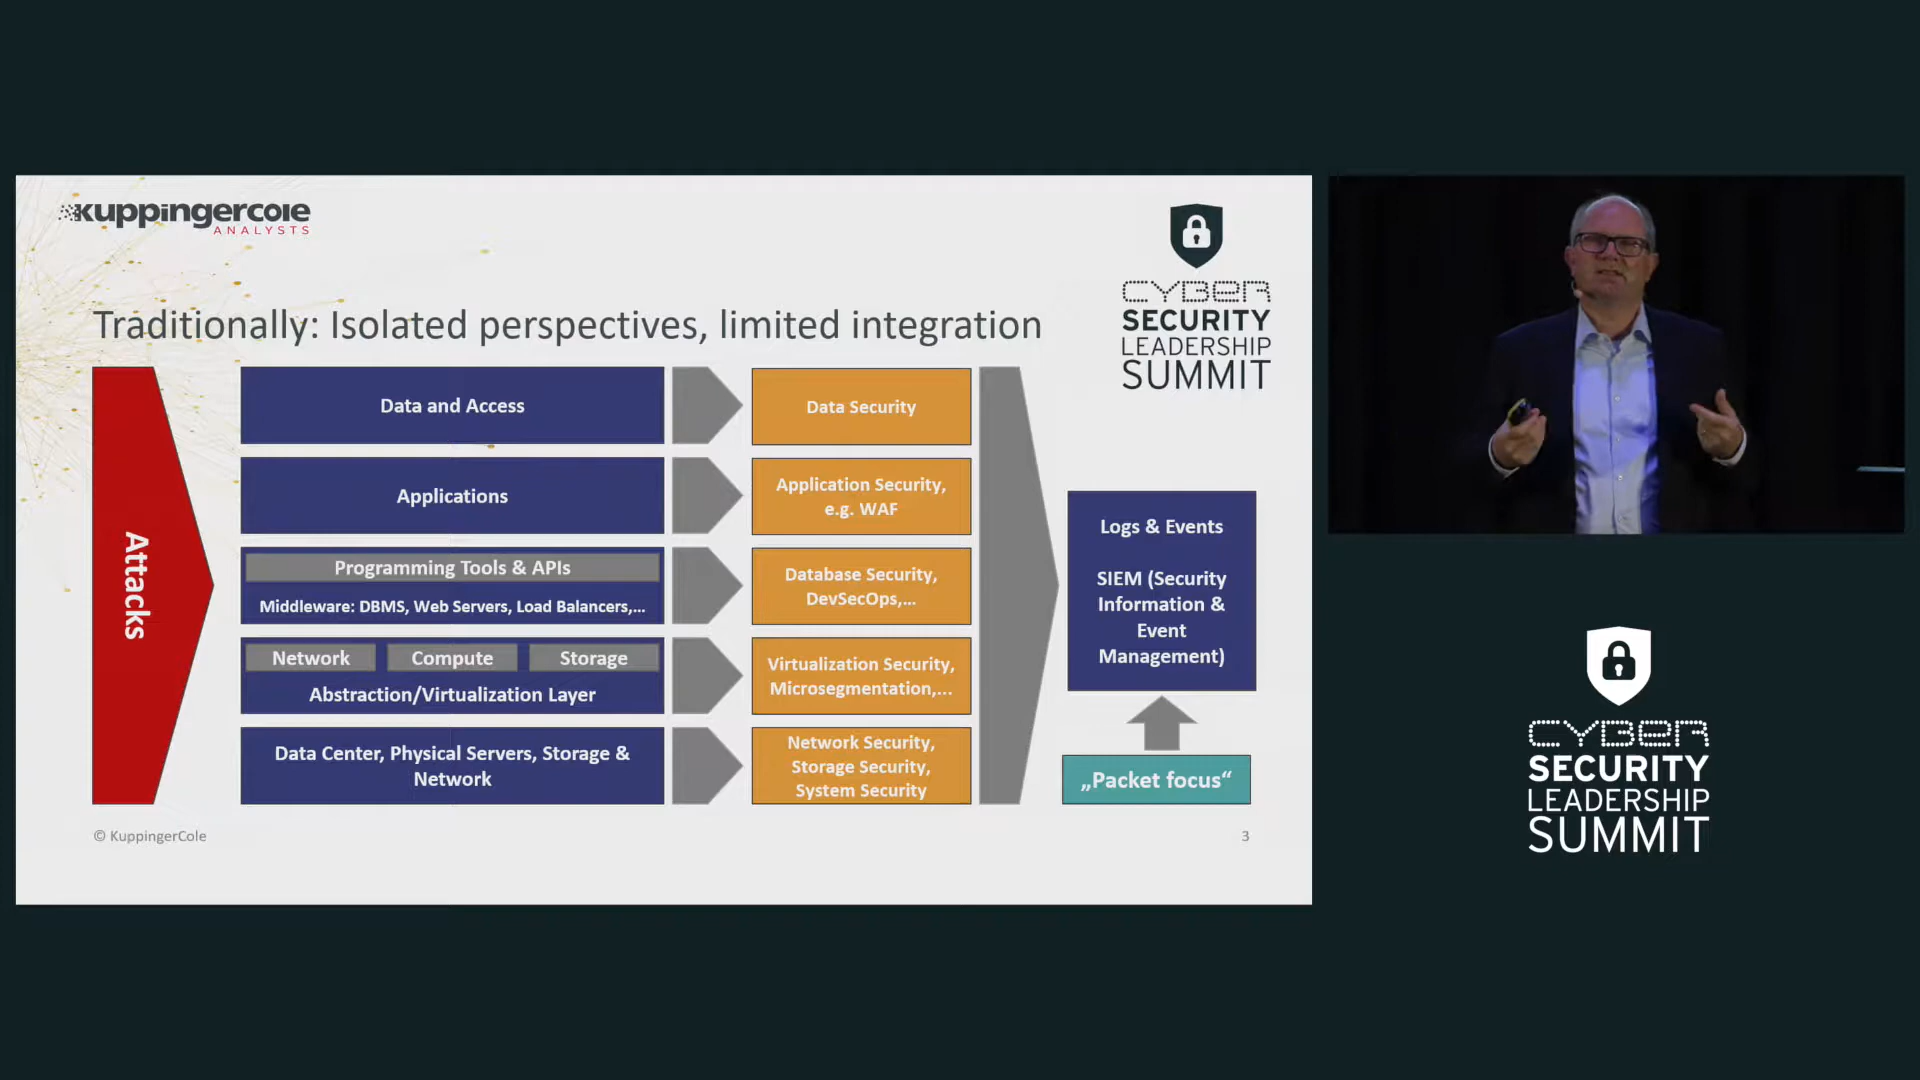 kuppingercole
ANALYSTS
CYBER
SECURITY
LEADERSHIP
SUMMIT
Traditionally: Isolated perspectives, limited integration
Attacks
Data and Access
Data Security
Applications
Application Security,
e.g. WAF
Programming Tools & APIs
Middleware: DBMS, Web Servers, Load Balancers,...
Database Security,
DevSecOps,...
Network
Compute
Storage
Abstraction/Virtualization Layer
Virtualization Security,
Microsegmentation,...
Data Center, Physical Servers, Storage &
Network
Network Security,
Storage Security,
System Security
Logs & Events
SIEM (Security
Information &
Event
Management)
„Packet focus“
© KuppingerCole
3
CYBER
SECURITY
LEADERSHIP
SUMMIT